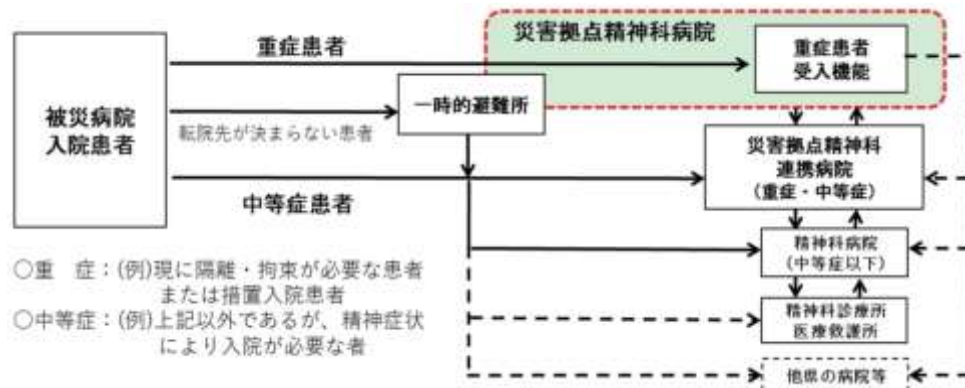 災害拠点精神科病院
重症患者
重症患者
受入機能
被災病院
入院患者
一時的避難所
転院先が決まらない患者
災害拠点精神科
連携病院
(重症・中等症)
中等症患者
精神科病院
(中等症以下)
○重　症：(例)現に隔離・拘束が必要な患者
または措置入院患者
○中等症：(例)上記以外であるが、精神症状
により入院が必要な者
精神科診療所
医療救護所
他県の病院等